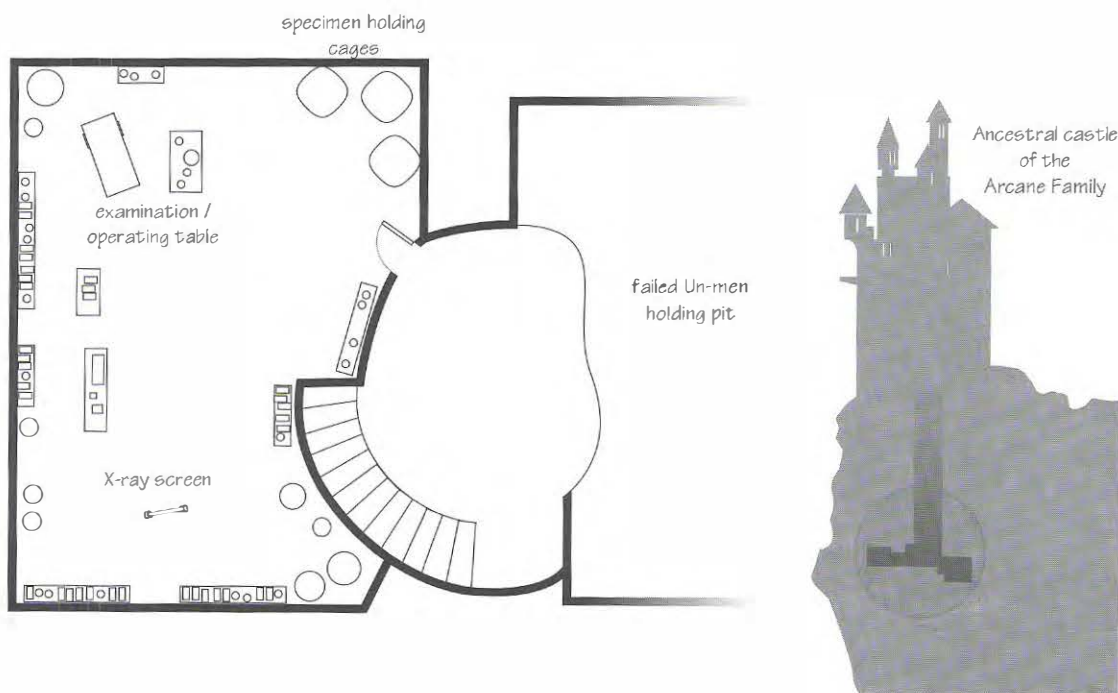 specimen holding
cages
examination /
operating table
X-ray screen
failed Un-men
holding pit
Ancestral castle
of the
Arcane Family